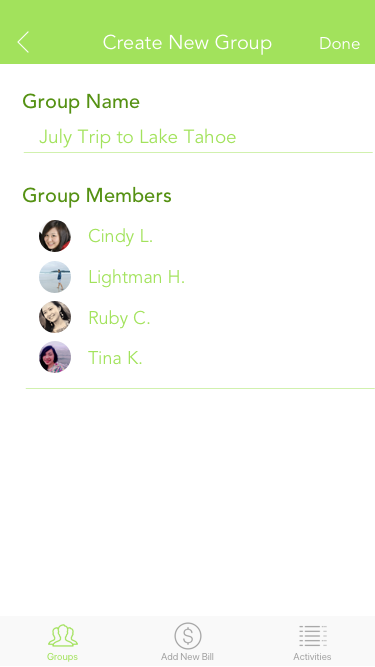 Create New Group
Done
Group Name
July Trip to Lake Tahoe
Group Members
Cindy L.
Lightman H.
Ruby C.
Tina K.
Groups
Add New Bill
Activities